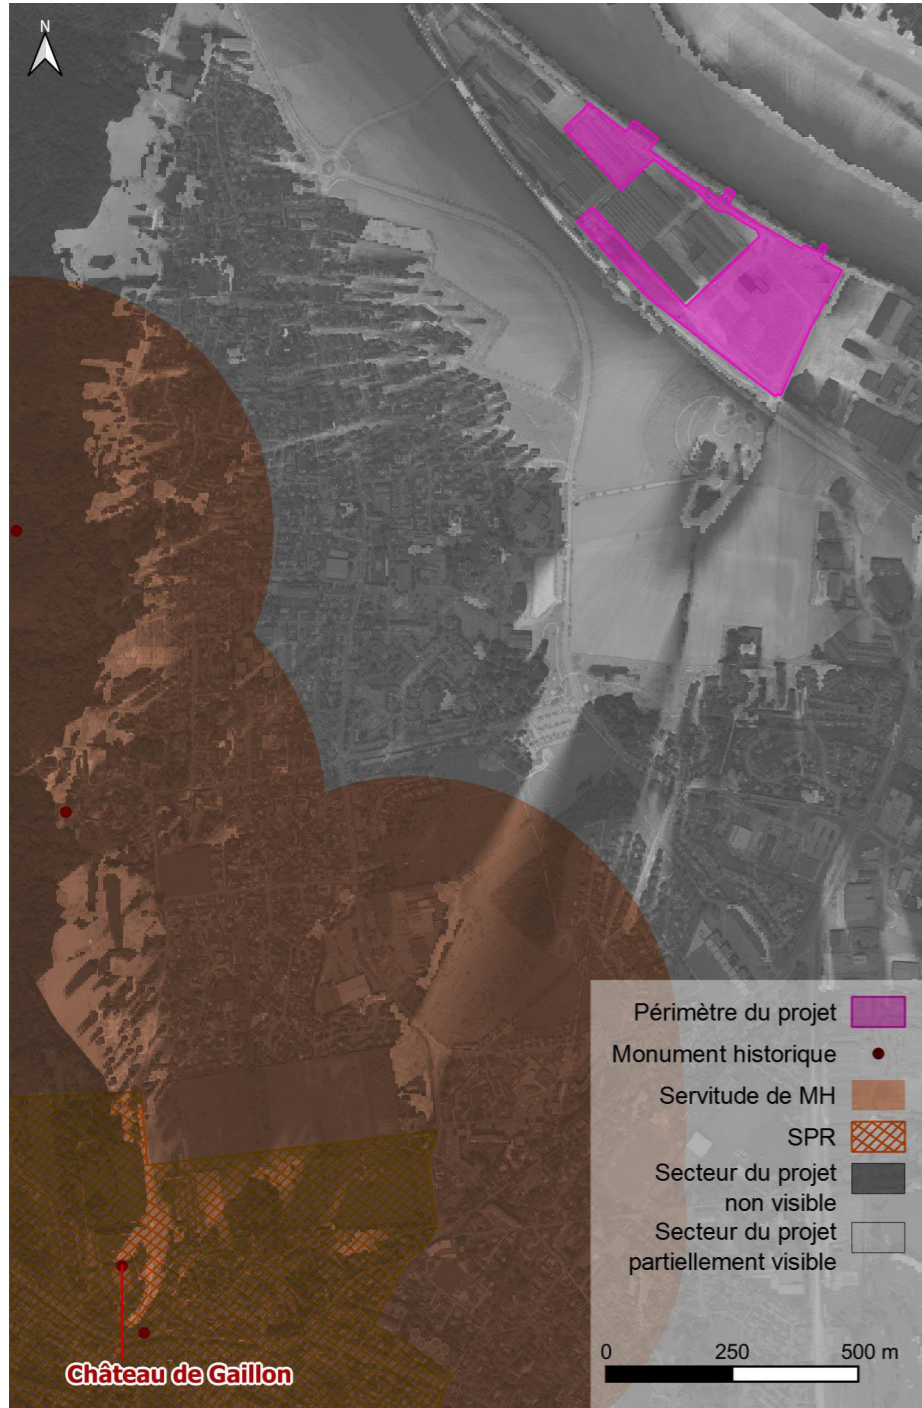 N
Périmètre du projet
Monument historique
Servitude de MH
SPR
Secteur du projet
non visible
Secteur du projet
partiellement visible
0 250 500 m
Château de Gaillon